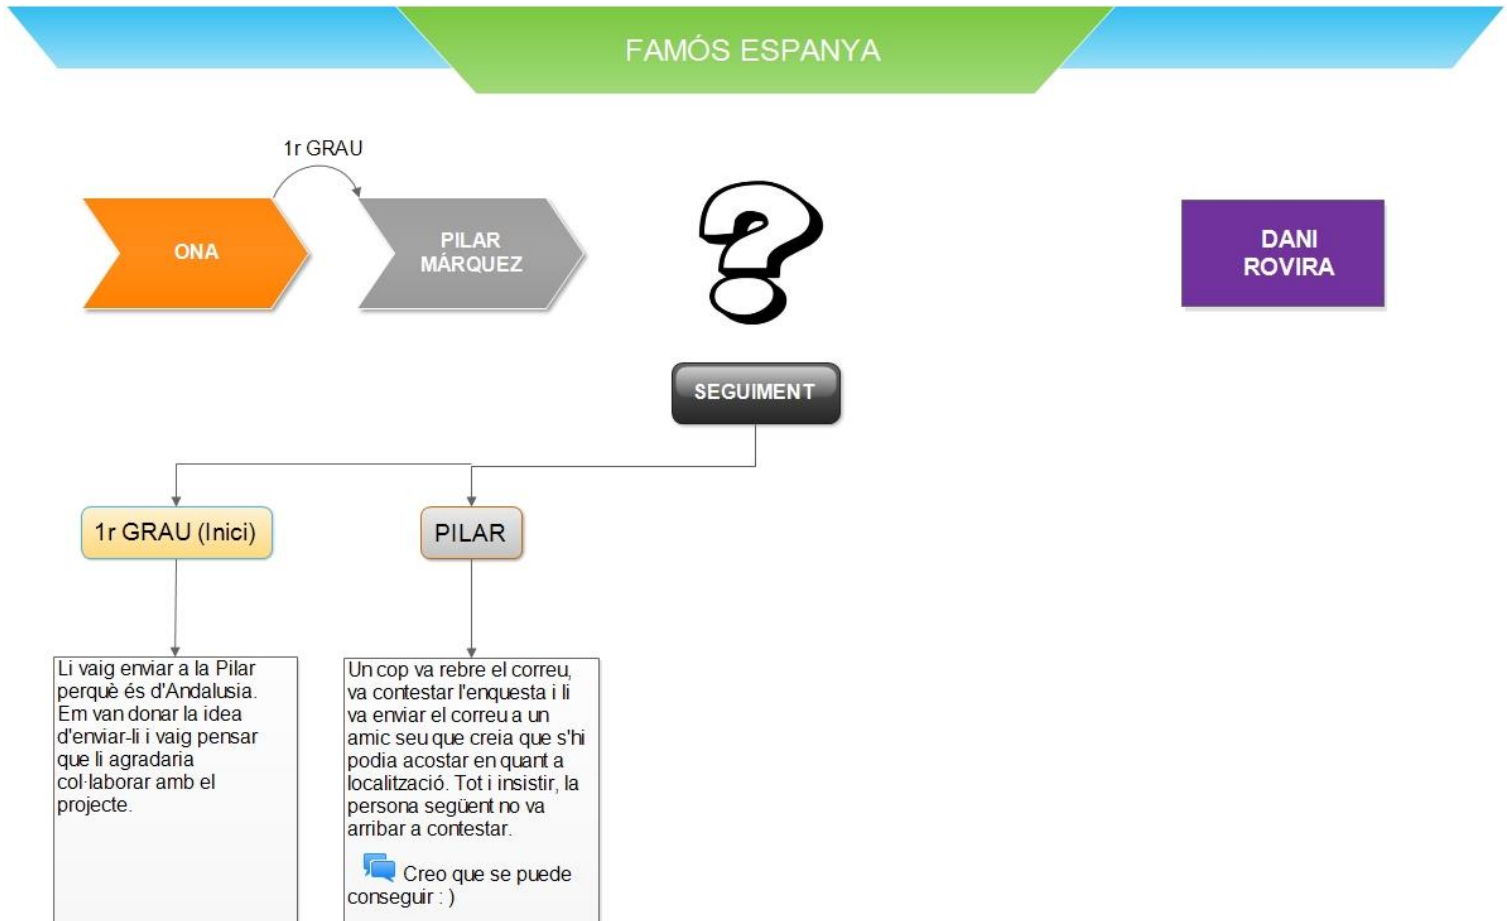 FAMÓS ESPANYA
1r GRAU
ONA
PILAR
MÁRQUEZ
DANI
ROVIRA
SEGUIMENT
1r GRAU (Inici)
PILAR
Li vaig enviar a la Pilar
perquè és d'Andalusia.
Em van donar la idea
d'enviar-li i vaig pensar
que li agradaria
col·laborar amb el
projecte.
Un cop va rebre el correu,
va contestar l'enquesta i li
va enviar el correu a un
amic seu que creia que s'hi
podia acostar en quant a
localització. Tot i insistir, la
persona següent no va
arribar a contestar.
Creo que se puede
conseguir : )